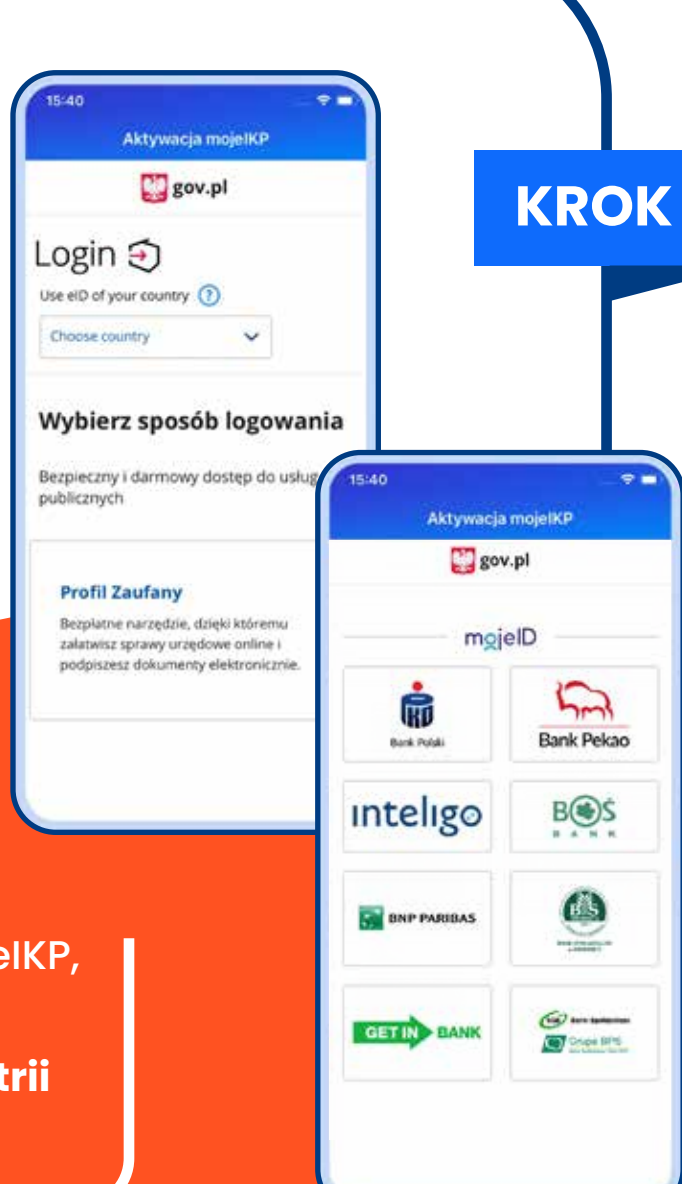 15:40
Aktywacja mojeIKP
gov.pl
Login
Use eID of your country ?
Choose country
Wybierz sposób logowania
Bezpieczny i darmowy dostęp do usług
publicznych
Profil Zaufany
Bezpłatne narzędzie, dzięki któremu
załatwisz sprawy urzędowe online i
podpiszesz dokumenty elektronicznie.
KROK
15:40
Aktywacja mojeIKP
gov.pl
mojeID
Bank Polski
Bank Pekao
inteligo
BOŚ
BANK
BNP PARIBAS
BS
GET IN BANK
Grupa BPS
eIKP,
trii